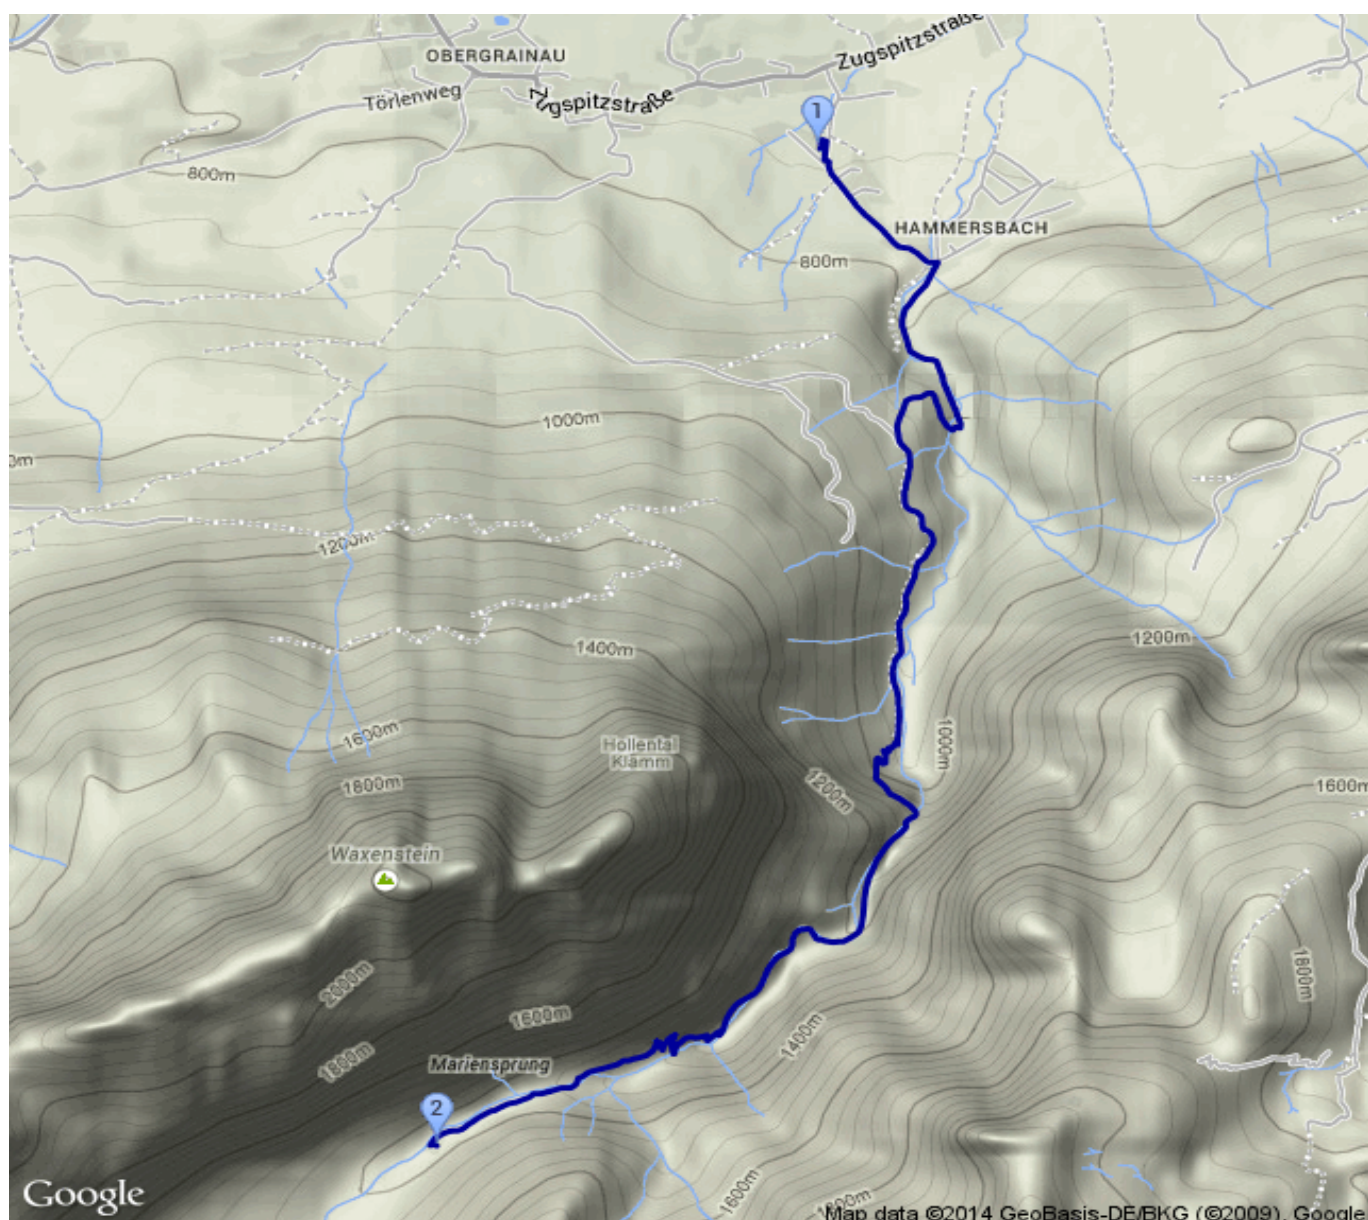 OBERGRAINAU
Zugspitzstraße
Törlenweg
Zugspitzstraße
1
800m
HAMMERSBACH
800m
1000m
0m
1200m
1400m
1200m
1600m
Höllental
Klamm
1000m
1800m
1200m
1600m
Waxenstein
2000m
1800m
1600m
1400m
1800m
Mariensprung
2
1600m
Google
Map data ©2014 GeoBasis-DE/BKG (©2009), Google